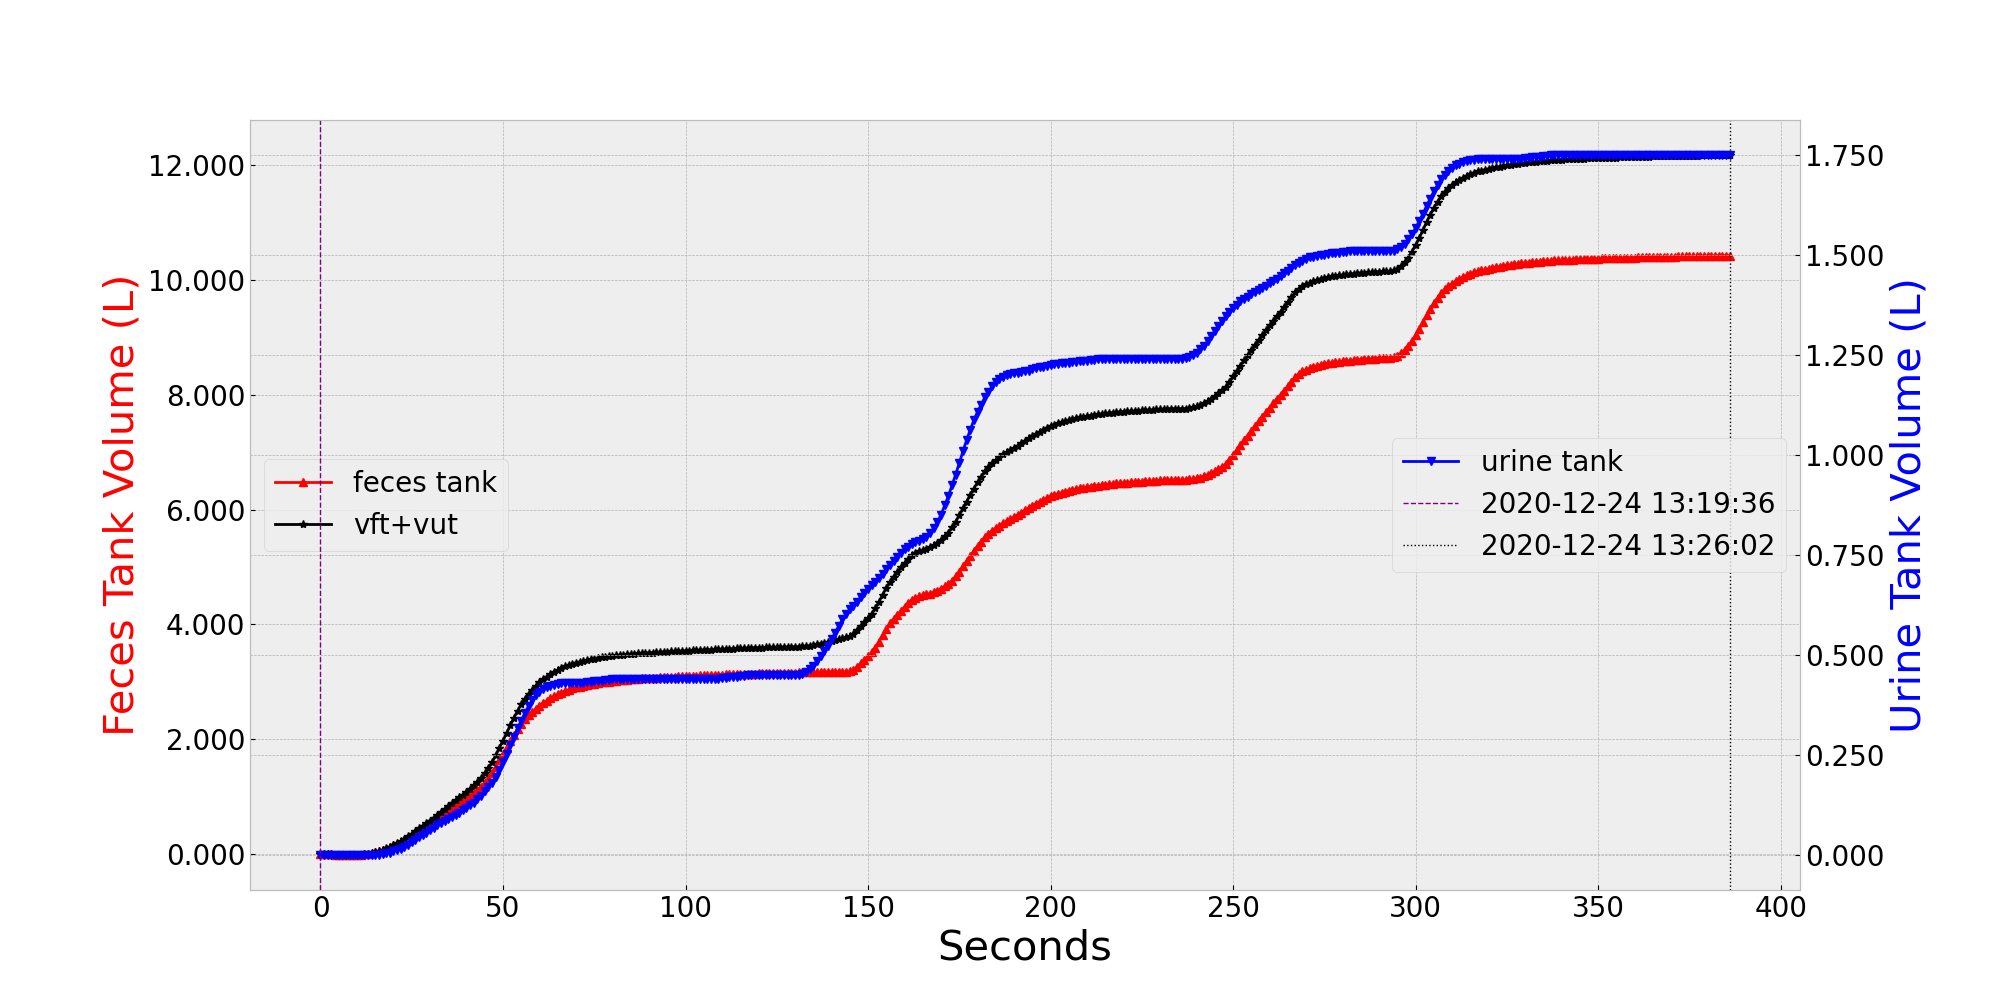 12.000
10.000
8.000
6.000
4.000
2.000
0.000
Feces Tank Volume (L)
feces tank
vft+vut
urine tank
2020-12-24 13:19:36
2020-12-24 13:26:02
1.750
1.500
1.250
1.000
0.750
0.500
0.250
0.000
Urine Tank Volume (L)
0 50 100 150 200 250 300 350 400
Seconds